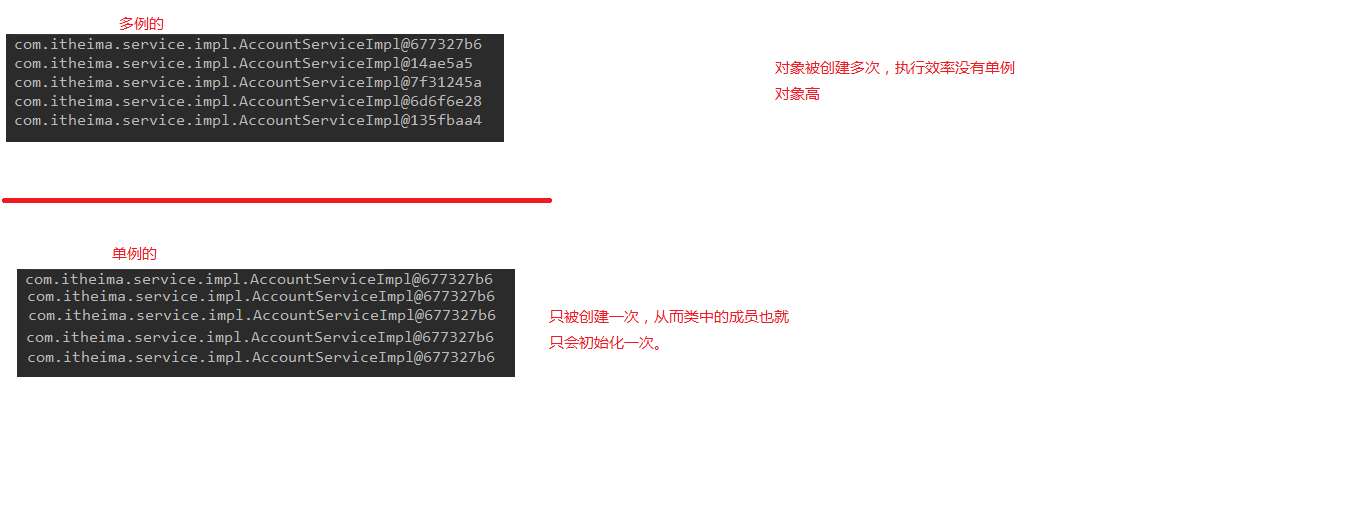 多例的
com.itheima.service.impl.AccountServiceImpl@677327b6
com.itheima.service.impl.AccountServiceImpl@14ae5a5
com.itheima.service.impl.AccountServiceImpl@7f31245a
com.itheima.service.impl.AccountServiceImpl@6d6f6e28
com.itheima.service.impl.AccountServiceImpl@135fbaa4
对象被创建多次，执行效率没有单例
对象高
单例的
com.itheima.service.impl.AccountServiceImpl@677327b6
com.itheima.service.impl.AccountServiceImpl@677327b6
com.itheima.service.impl.AccountServiceImpl@677327b6
com.itheima.service.impl.AccountServiceImpl@677327b6
com.itheima.service.impl.AccountServiceImpl@677327b6
只被创建一次，从而类中的成员也就
只会初始化一次。